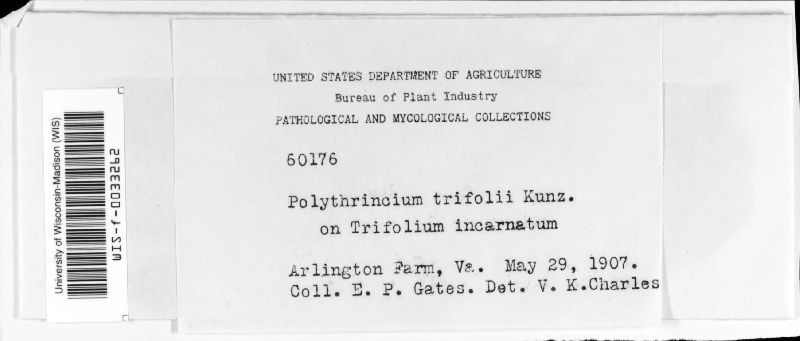 UNITED STATES DEPARTMENT OF AGRICULTURE
Bureau of Plant Industry
PATHOLOGICAL AND MYCOLOGICAL COLLECTIONS
60176
Polythrincium trifolii Kunz.
on Trifolium incarnatum
Arlington Farm, Va. May 29, 1907.
Coll. E. P. Gates. Det. V. K.Charles
University of Wisconsin-Madison (WIS)
WIS-f-0033262